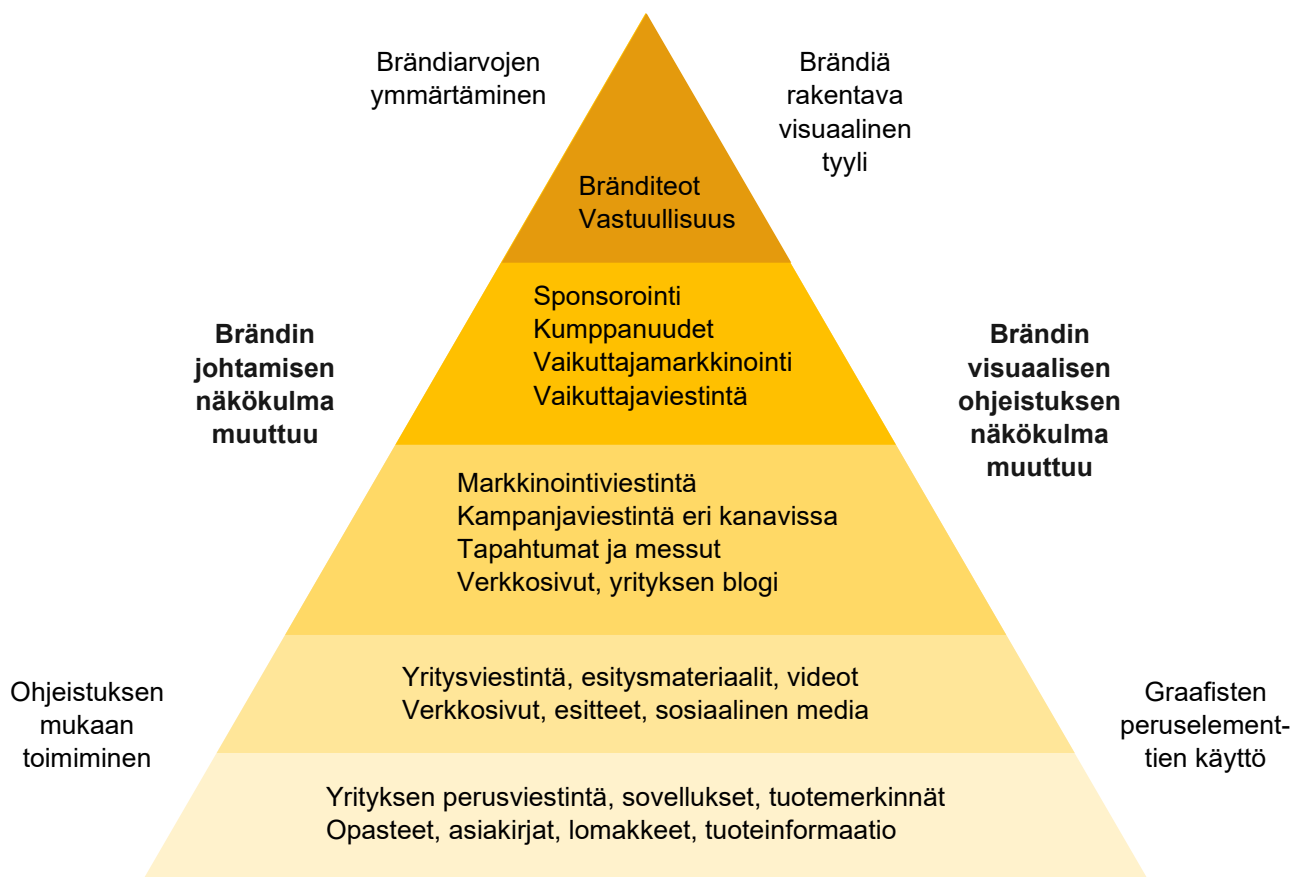 Brändiarvojen
ymmärtäminen
Brändiä
rakentava
visuaalinen
tyyli
Bränditeot
Vastuullisuus
Sponsorointi
Kumppanuudet
Vaikuttajamarkkinointi
Vaikuttajaviestintä
Brändin
johtamisen
näkökulma
muuttuu
Brändin
visuaalisen
ohjeistuksen
näkökulma
muuttuu
Markkinointiviestintä
Kampanjaviestintä eri kanavissa
Tapahtumat ja messut
Verkkosivut, yrityksen blogi
Ohjeistuksen
mukaan
toimiminen
Yritysviestintä, esitysmateriaalit, videot
Verkkosivut, esitteet, sosiaalinen media
Graafisten
peruselement-
tien käyttö
Yrityksen perusviestintä, sovellukset, tuotemerkinnät
Opasteet, asiakirjat, lomakkeet, tuoteinformaatio